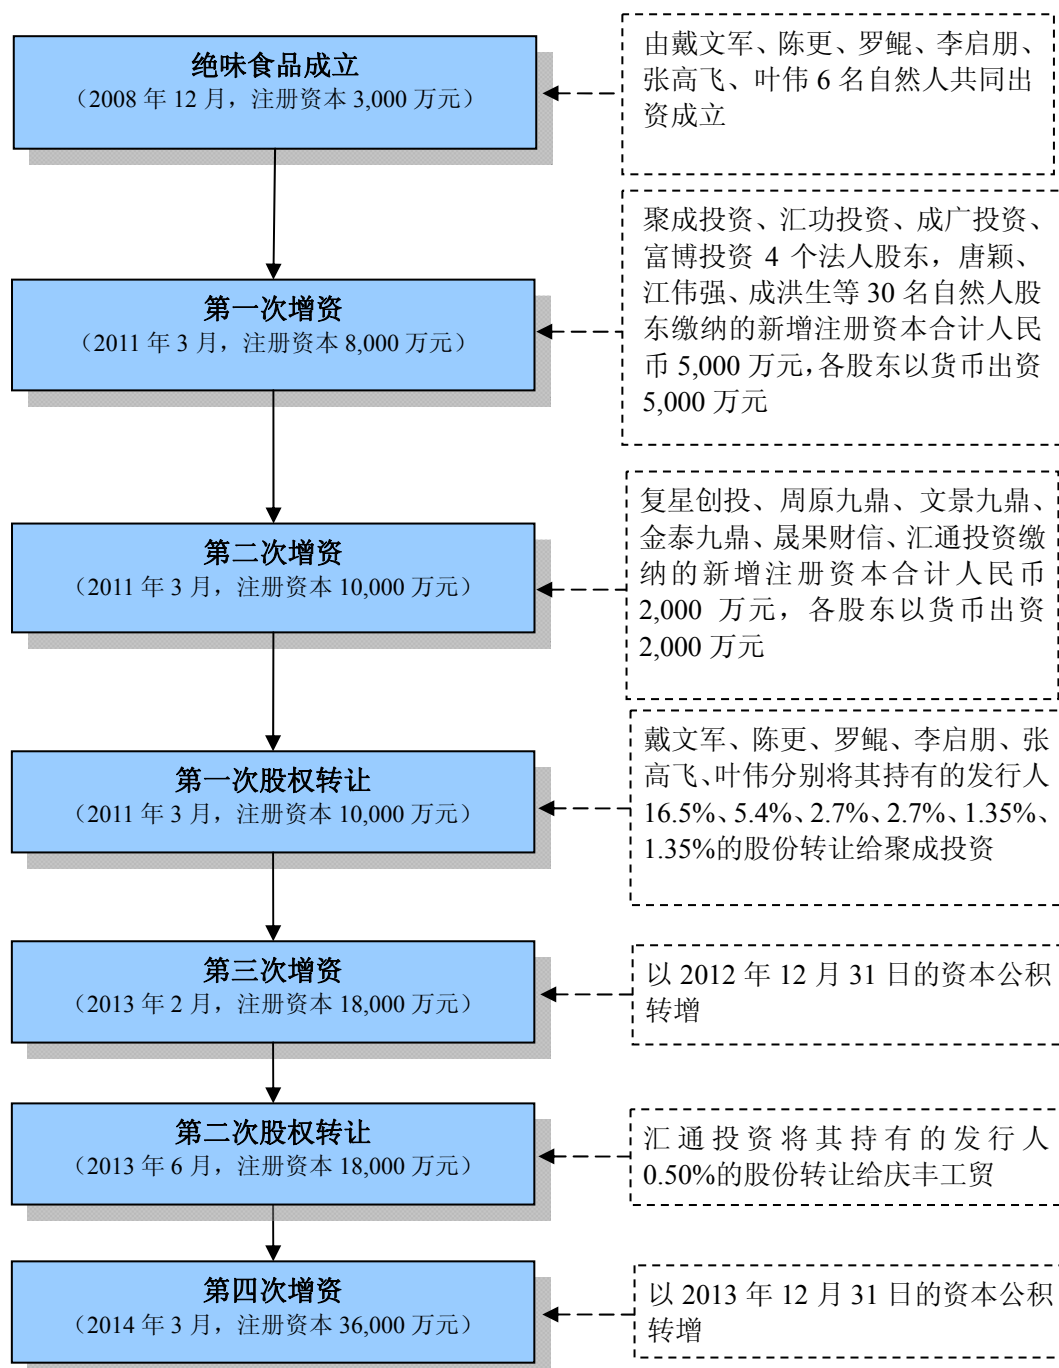 绝味食品成立
（2008 年 12 月，注册资本 3,000 万元）
由戴文军、陈更、罗鲲、李启朋、
张高飞、叶伟 6 名自然人共同出
资成立
第一次增资
（2011 年 3 月，注册资本 8,000 万元）
聚成投资、汇功投资、成广投资、
富博投资 4 个法人股东，唐颖、
江伟强、成洪生等 30 名自然人股
东缴纳的新增注册资本合计人民
币 5,000 万元，各股东以货币出资
5,000 万元
第二次增资
（2011 年 3 月，注册资本 10,000 万元）
复星创投、周原九鼎、文景九鼎、
金泰九鼎、晟果财信、汇通投资缴
纳的新增注册资本合计人民币
2,000 万元，各股东以货币出资
2,000 万元
第一次股权转让
（2011 年 3 月，注册资本 10,000 万元）
戴文军、陈更、罗鲲、李启朋、张
高飞、叶伟分别将其持有的发行人
16.5%、5.4%、2.7%、2.7%、1.35%、
1.35%的股份转让给聚成投资
第三次增资
（2013 年 2 月，注册资本 18,000 万元）
以 2012 年 12 月 31 日的资本公积
转增
第二次股权转让
（2013 年 6 月，注册资本 18,000 万元）
汇通投资将其持有的发行人
0.50%的股份转让给庆丰工贸
第四次增资
（2014 年 3 月，注册资本 36,000 万元）
以 2013 年 12 月 31 日的资本公积
转增